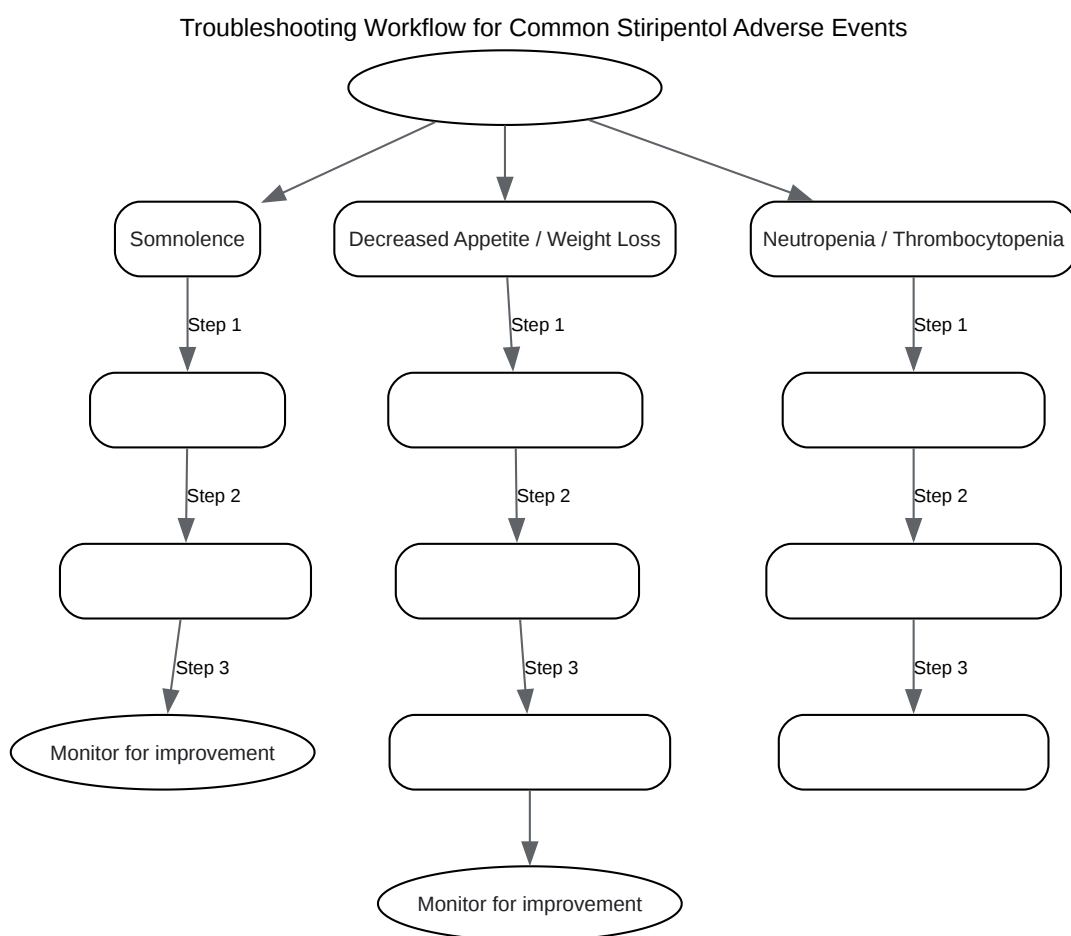 Troubleshooting Workflow for Common Stiripentol Adverse Events
Somnolence
Decreased Appetite / Weight Loss
Neutropenia / Thrombocytopenia
Step 1
Step 1
Step 1
Step 2
Step 2
Step 2
Step 3
Step 3
Step 3
Monitor for improvement
Monitor for improvement